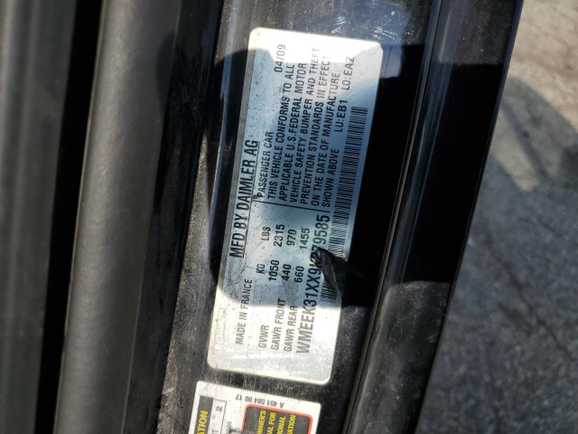 MFD BY DAIMLER AG
MADE IN FRANCE
KG LBS
GVWR 1050 2315
GAWR FRONT 440 970
GAWR REAR 660 1455
PASSENGER CAR 04/09
THIS VEHICLE CONFORMS TO ALL
APPLICABLE U.S.FEDERAL MOTOR
VEHICLE SAFETY BUMPER AND THEFT
PREVENTION STANDARDS IN EFFECT
ON THE DATE OF MANUFACTURE
SHOWN ABOVE LU:EB1 LO:EA2
A 451 584